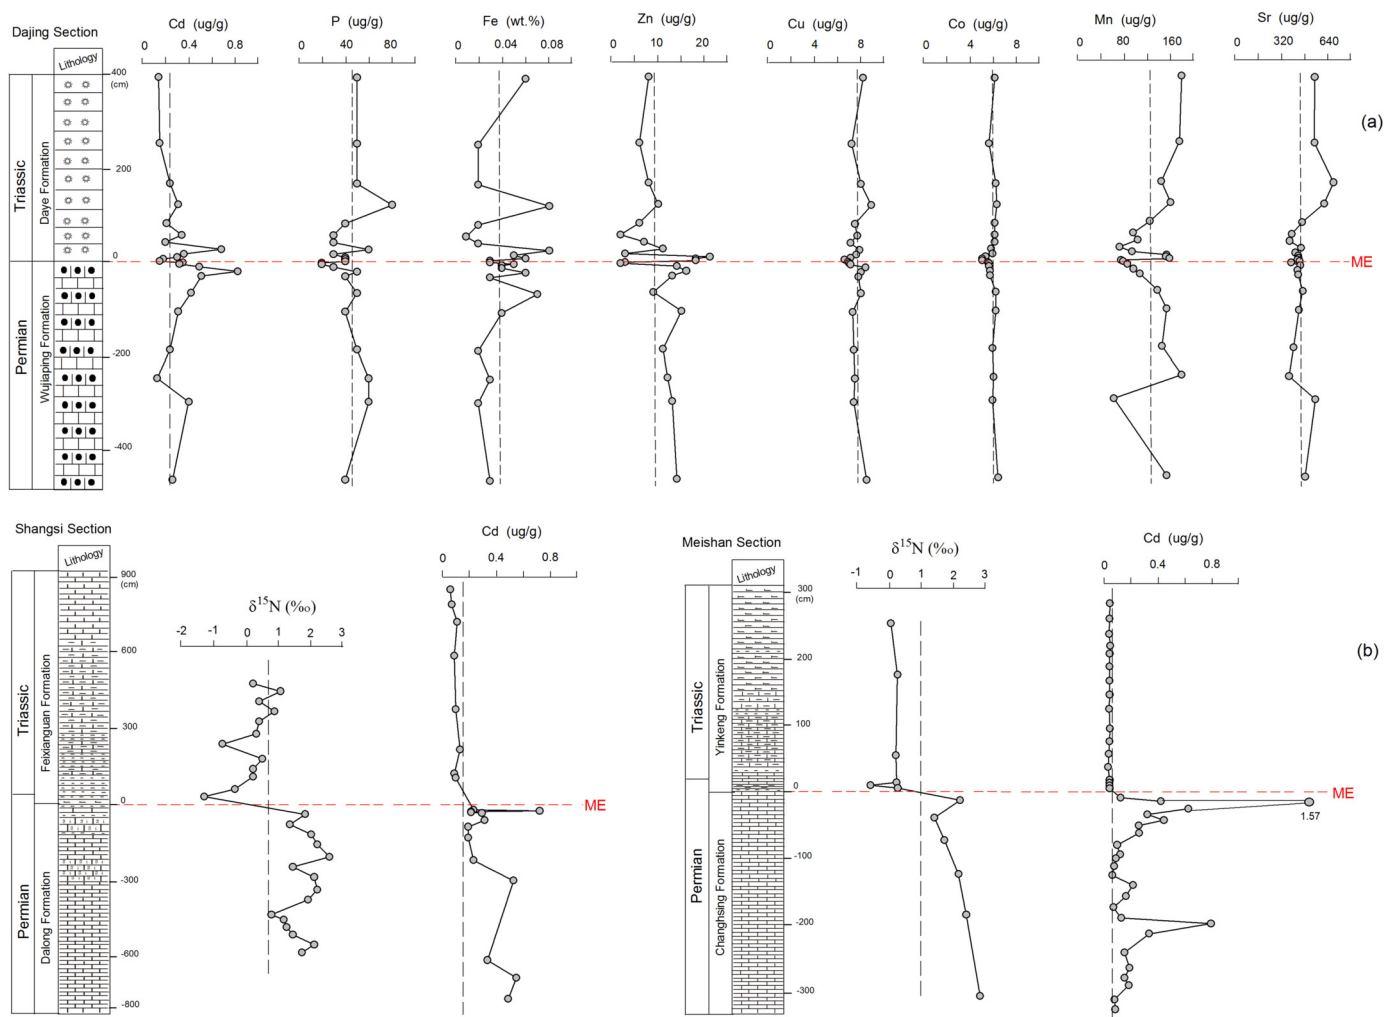 Dajing Section
Cd (ug/g)
P (ug/g)
Fe (wt.%)
Zn (ug/g)
Cu (ug/g)
Co (ug/g)
Mn (ug/g)
Sr (ug/g)
0 0.4 0.8
0 40 80
0 0.04 0.08
0 10 20
0 4 8
0 4 8
0 80 160
0 320 640
Lithology
400
(cm)
200
0
-200
-400
Triassic
Permian
Daye Formation
Wujiaping Formation
ME
(a)
Shangsi Section
Lithology
900
(cm)
600
300
0
-300
-600
-800
Triassic
Permian
Feixianguan Formation
Dalong Formation
δ15N (‰)
-2 -1 0 1 2 3
Cd (ug/g)
0 0.4 0.8
ME
Meishan Section
Lithology
300
(cm)
200
100
0
-100
-200
-300
Triassic
Permian
Yinkeng Formation
Changhsing Formation
δ15N (‰)
-1 0 1 2 3
Cd (ug/g)
0 0.4 0.8
ME
1.57
(b)